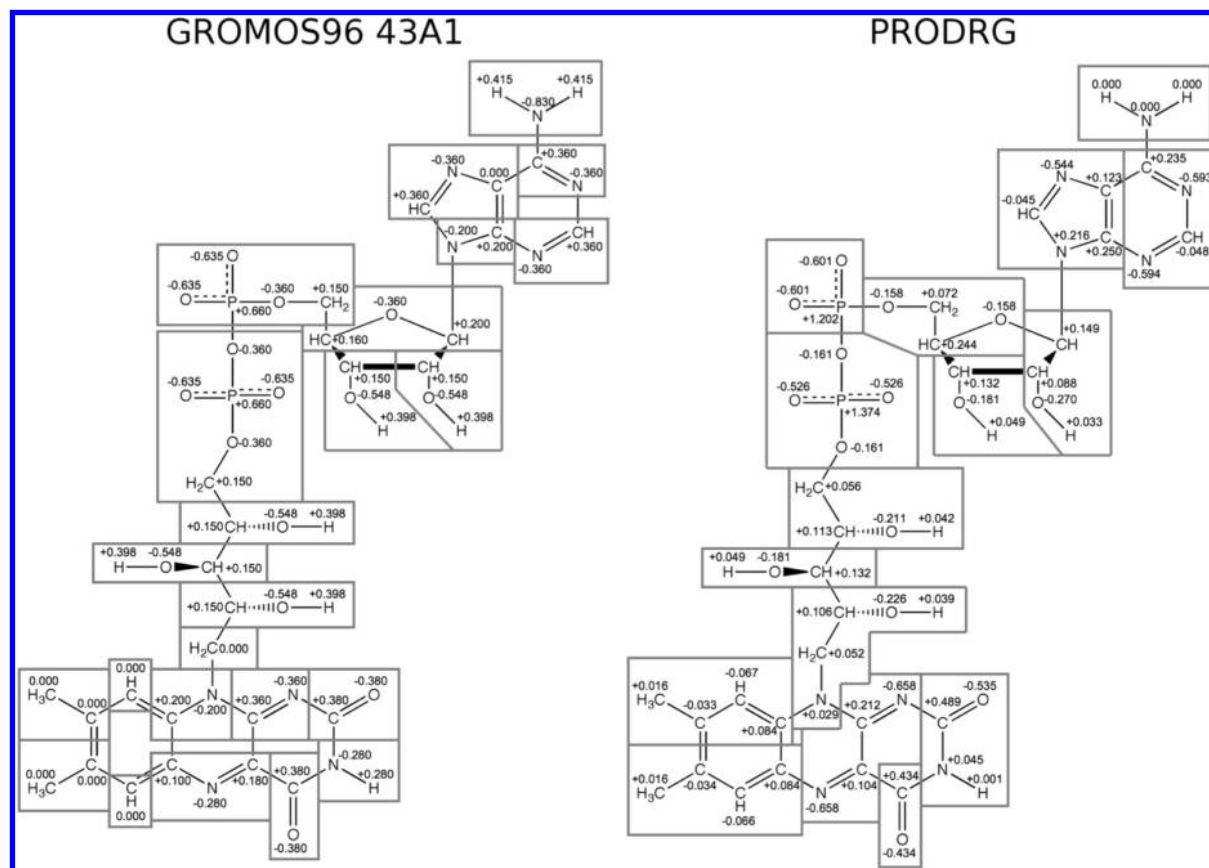 GROMOS96 43A1 PRODRG
+0.415 +0.415
H -0.830 H
N
-0.360 0.000 +0.360 -0.360
N C C N
+0.360
HC C CH
-0.200 +0.200 -0.360 +0.360
N N
-0.635 O
-0.635 -0.360 +0.150
O P O CH2
+0.660
-0.360
O
+0.200
HC CH
+0.160
O -0.360
CH CH
+0.150 +0.150
-0.635 -0.635
O P O
+0.660
O -0.548 O -0.548
+0.398 +0.398
H H
O -0.360
H2C +0.150
-0.548 +0.398
+0.150 CH O H
+0.398 -0.548
H O CH
+0.150
-0.548 +0.398
+0.150 CH O H
H2C 0.000
0.000 0.000 -0.360 -0.380
H3C H N N O
0.000 +0.200 -0.200 +0.360 +0.380
C C C C C
0.000 -0.280
H3C C C C C N H
0.000 +0.100 +0.180 +0.380 +0.280
C C N
H -0.280
0.000 O
-0.380
0.000 0.000
H 0.000 H
N
-0.544 +0.123 +0.235 -0.593
N C C N
-0.045
HC C CH
+0.216 +0.250 -0.594 -0.048
N N
-0.601 O
-0.601 -0.158 +0.072
O P O CH2
+1.202
-0.158
O
+0.149
HC CH
+0.244
O -0.161
CH CH
+0.132 +0.088
-0.526 -0.526
O P O
+1.374
O -0.181 O -0.270
+0.049 +0.033
H H
O -0.161
H2C +0.056
-0.211 +0.042
+0.113 CH O H
+0.049 -0.181
H O CH +0.132
-0.226 +0.039
+0.106 CH O H
H2C +0.052
+0.016 -0.067 -0.658 -0.535
H3C H N N O
-0.033 +0.084 +0.029 +0.212 +0.489
C C C C C
+0.016 +0.045
H3C C C C C N H
-0.034 +0.084 +0.104 +0.434 +0.001
C C N
H -0.658
-0.066 O
-0.434